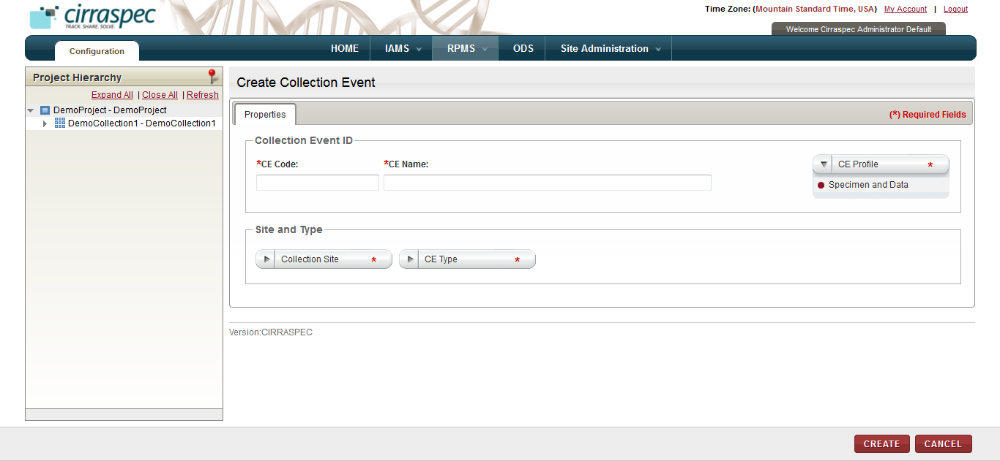 cirraspec
TRACK. SHARE. SOLVE.
Time Zone: (Mountain Standard Time, USA) My Account | Logout
Welcome Cirraspec Administrator Default
Configuration
HOME IAMS RPMS ODS Site Administration
Project Hierarchy
Expand All | Close All | Refresh
DemoProject - DemoProject
DemoCollection1 - DemoCollection1
Create Collection Event
Properties
(*) Required Fields
Collection Event ID
*CE Code: *CE Name:
CE Profile *
Specimen and Data
Site and Type
Collection Site * CE Type *
Version:CIRRASPEC
CREATE CANCEL